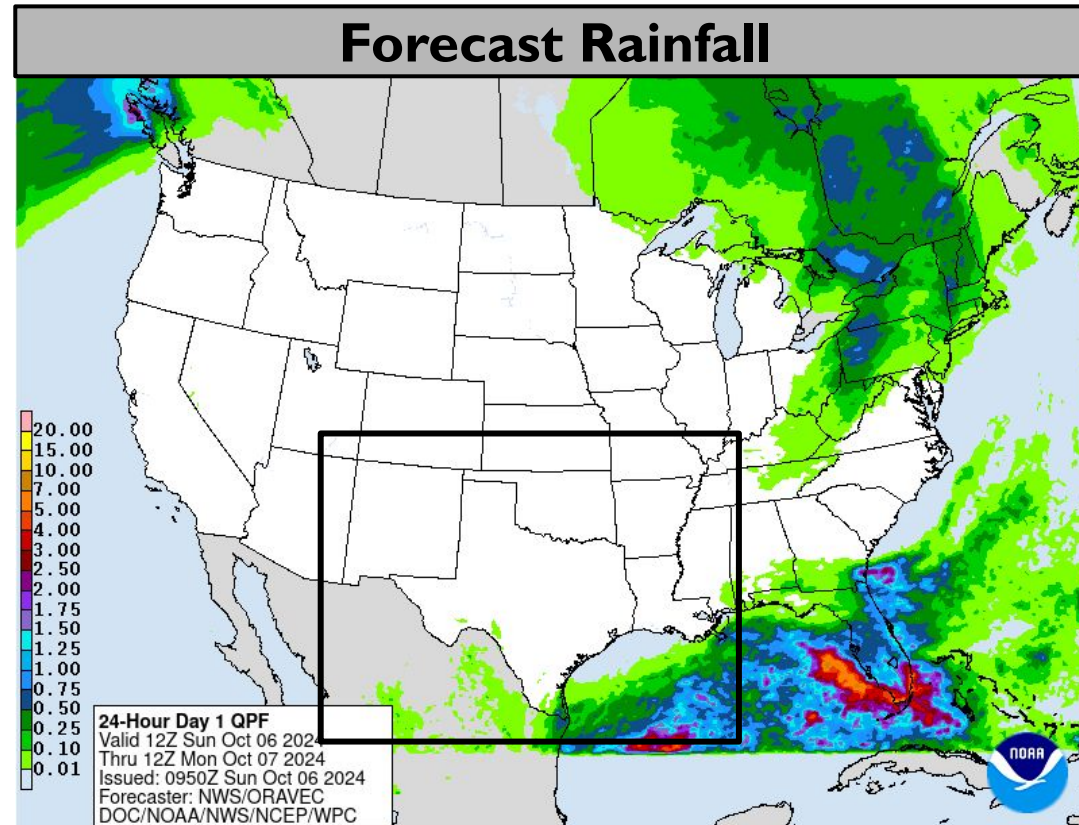 Forecast Rainfall
20.00
15.00
10.00
7.00
5.00
4.00
3.00
2.50
2.00
1.75
1.50
1.25
1.00
0.75
0.50
0.25
0.10
0.01
24-Hour Day 1 QPF
Valid 12Z Sun Oct 06 2024
Thru 12Z Mon Oct 07 2024
Issued: 0950Z Sun Oct 06 2024
Forecaster: NWS/ORAVEC
DOC/NOAA/NWS/NCEP/WPC
NOAA